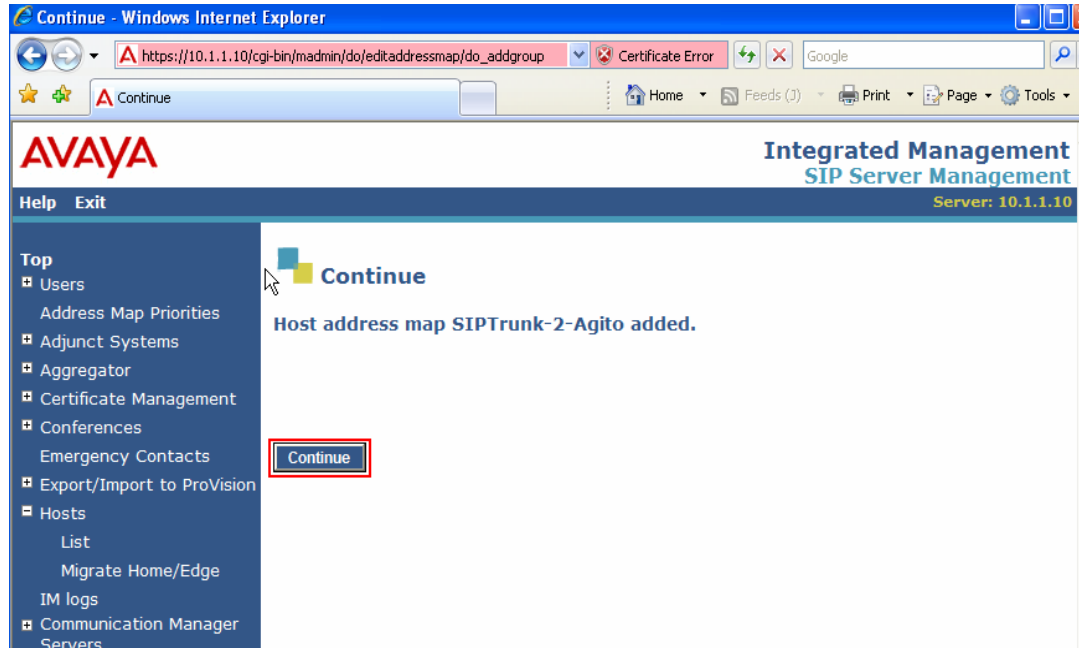 Continue - Windows Internet Explorer
https://10.1.1.10/cgi-bin/madmin/do/editaddressmap/do_addgroup Certificate Error Google
Continue Home Feeds (J) Print Page Tools
AVAYA
Integrated Management
SIP Server Management
Help Exit Server: 10.1.1.10
Top
Users
Address Map Priorities
Adjunct Systems
Aggregator
Certificate Management
Conferences
Emergency Contacts
Export/Import to ProVision
Hosts
List
Migrate Home/Edge
IM logs
Communication Manager
Servers
Continue
Host address map SIPTrunk-2-Agito added.
Continue